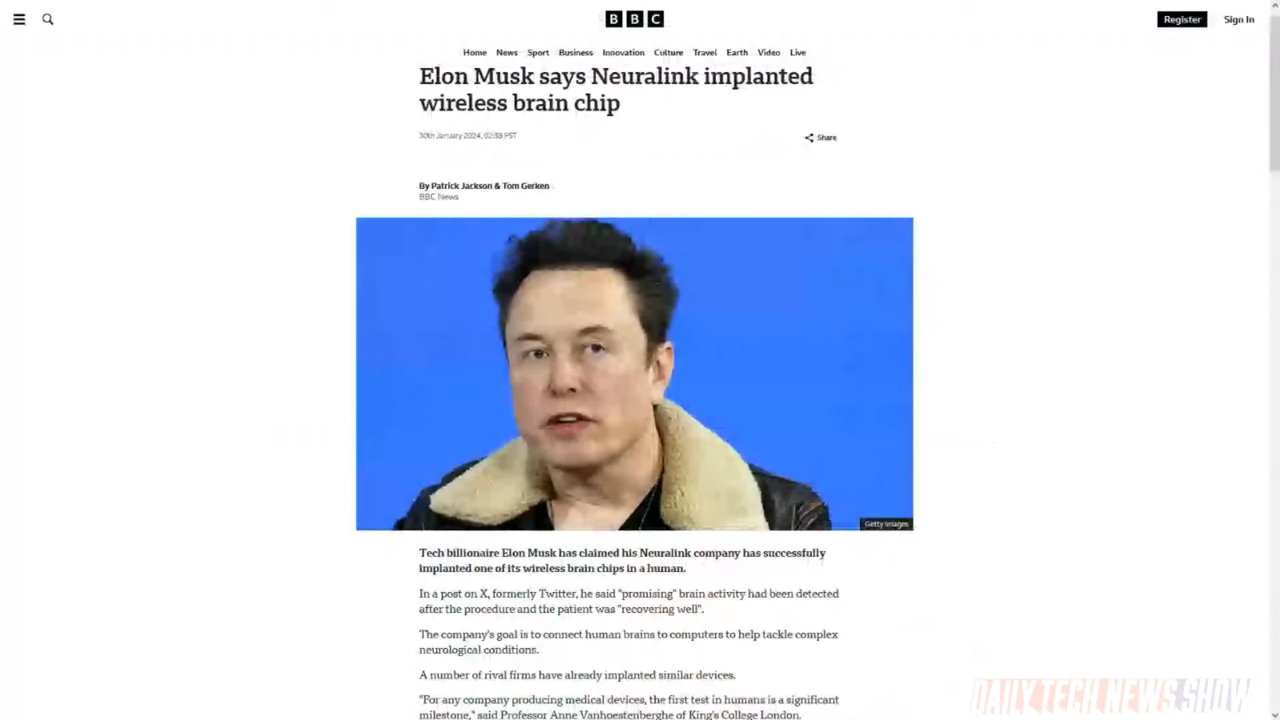 BBC
Register
Sign In
Home News Sport Business Innovation Culture Travel Earth Video Live
Elon Musk says Neuralink implanted
wireless brain chip
30th January 2024, 02:38 PST
Share
By Patrick Jackson & Tom Gerken
BBC News
Getty Images
Tech billionaire Elon Musk has claimed his Neuralink company has successfully
implanted one of its wireless brain chips in a human.
In a post on X, formerly Twitter, he said "promising" brain activity had been detected
after the procedure and the patient was "recovering well".
The company's goal is to connect human brains to computers to help tackle complex
neurological conditions.
A number of rival firms have already implanted similar devices.
"For any company producing medical devices, the first test in humans is a significant
milestone," said Professor Anne Vanhoestenberghe of King's College London.
DAILY TECH NEWS SHOW